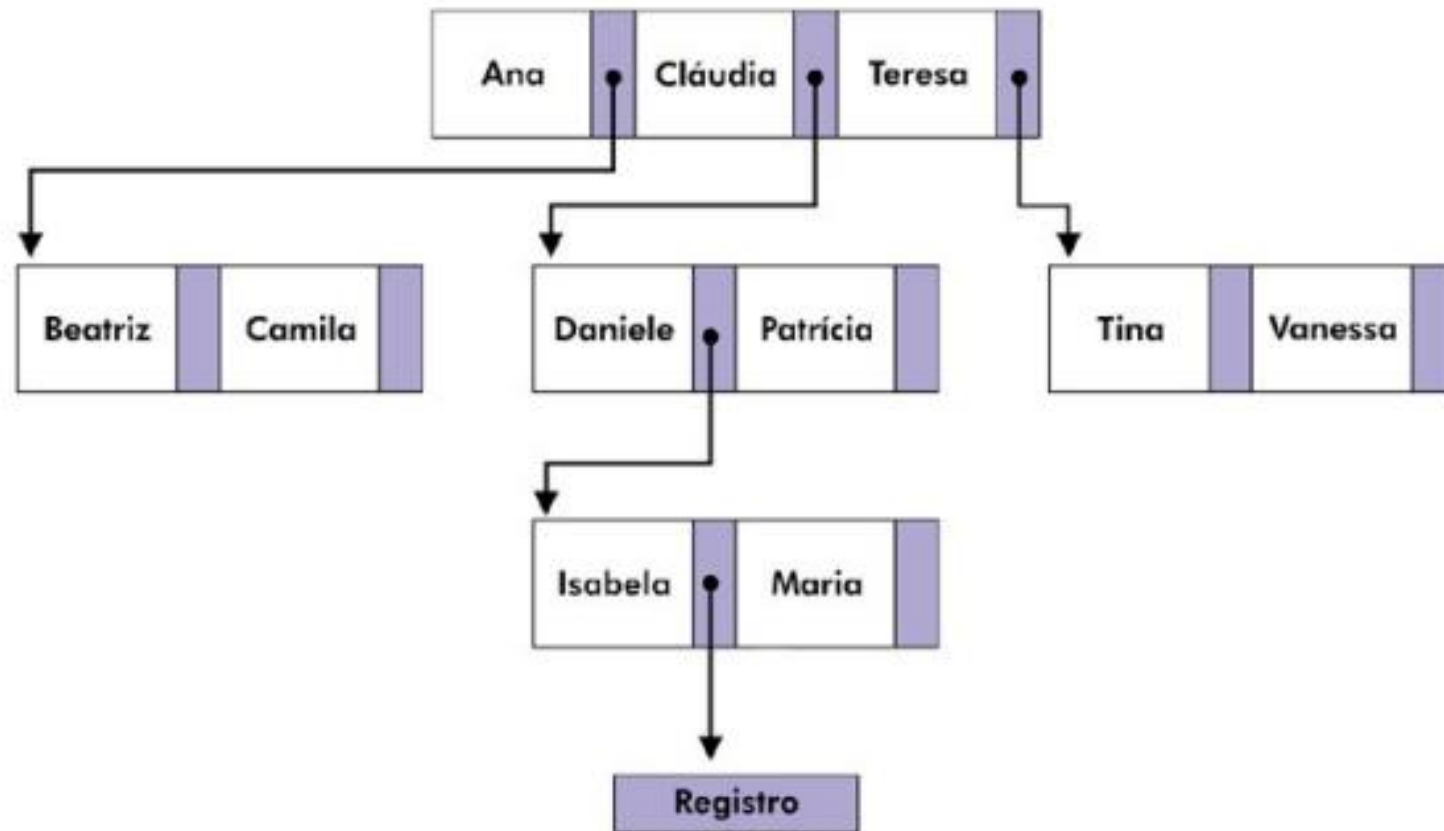 Ana Cláudia Teresa
Beatriz Camila Daniele Patrícia Tina Vanessa
Isabela Maria
Registro